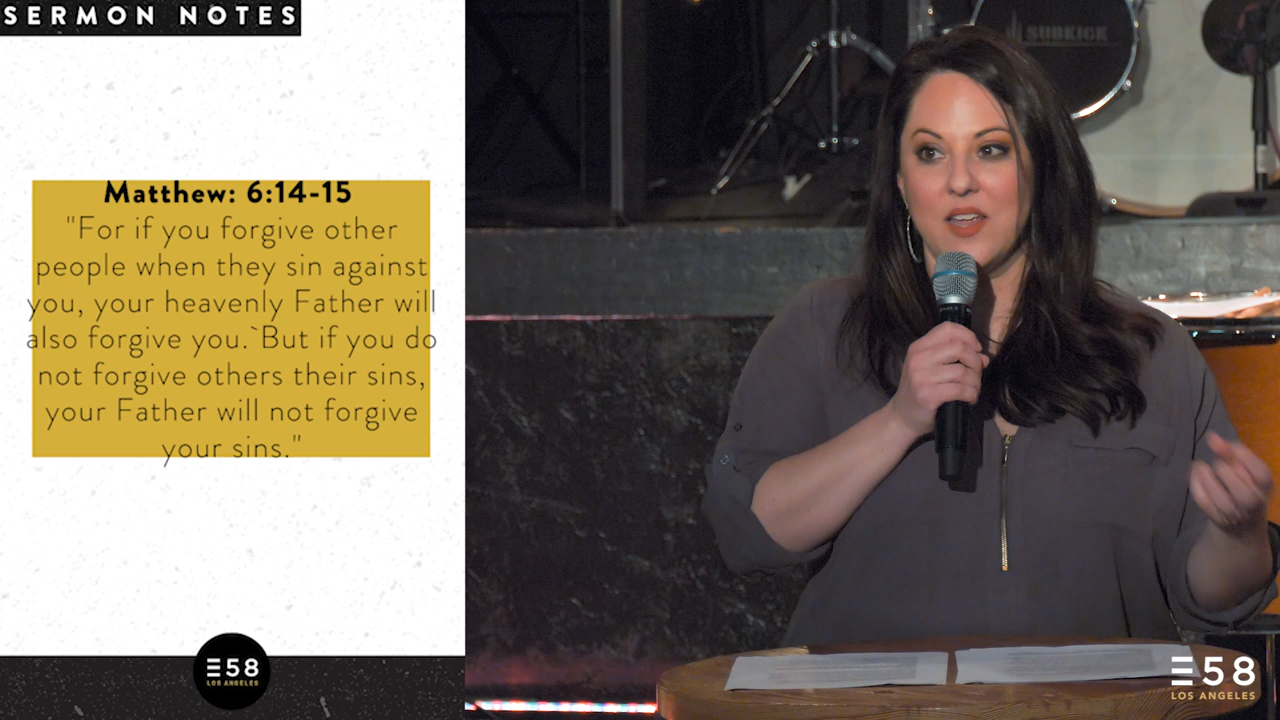 SERMON NOTES
Matthew: 6:14-15
"For if you forgive other
people when they sin against
you, your heavenly Father will
also forgive you.`But if you do
not forgive others their sins,
your Father will not forgive
your sins."
E58
LOS ANGELES
SUBKICK
E58
LOS ANGELES